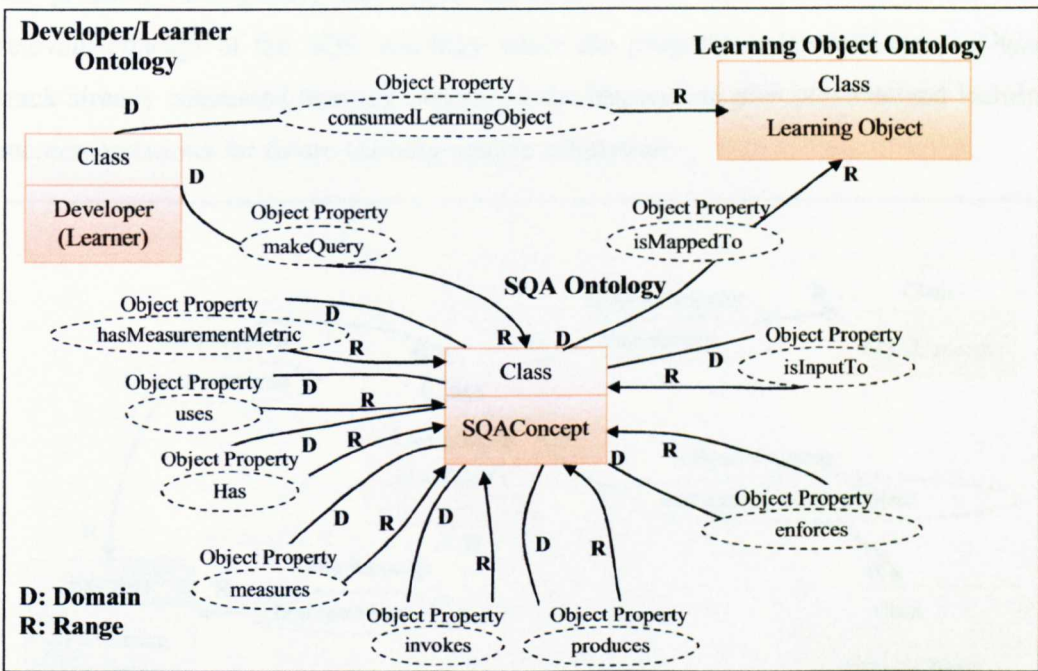 Developer/Learner
Ontology
Learning Object Ontology
D
Object Property
consumedLearningObject
R
Class
Learning Object
Class
Developer
(Learner)
D
Object Property
makeQuery
Object Property
isMappedTo
R
SQA Ontology
Object Property
hasMeasurementMetric
D
R
R
D
Class
SQAConcept
D
R
Object Property
isInputTo
Object Property
uses
D
R
Object Property
Has
D
R
D
R
Object Property
enforces
Object Property
measures
D
R
D
R
Object Property
invokes
D
R
Object Property
produces
D: Domain
R: Range